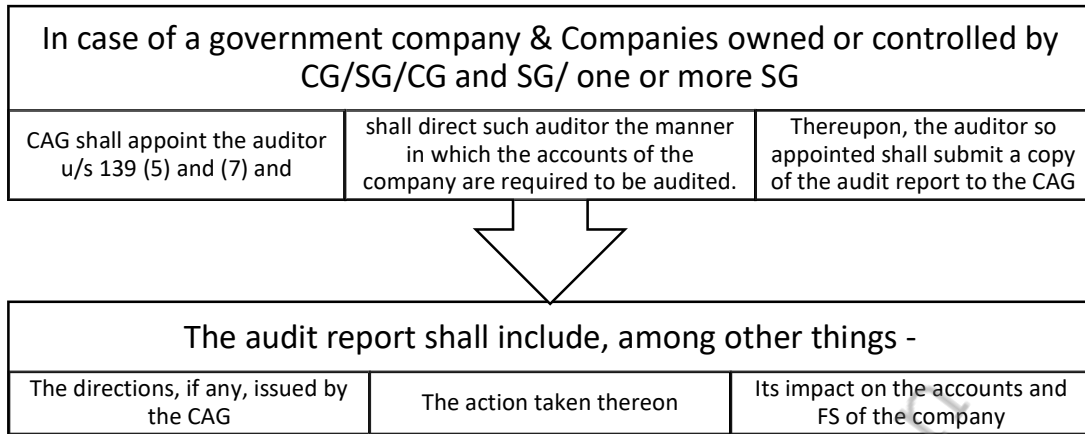 In case of a government company & Companies owned or controlled by
CG/SG/CG and SG/ one or more SG
CAG shall appoint the auditor
u/s 139 (5) and (7) and
shall direct such auditor the manner
in which the accounts of the
company are required to be audited.
Thereupon, the auditor so
appointed shall submit a copy
of the audit report to the CAG
The audit report shall include, among other things -
The directions, if any, issued by
the CAG
The action taken thereon
Its impact on the accounts and
FS of the company